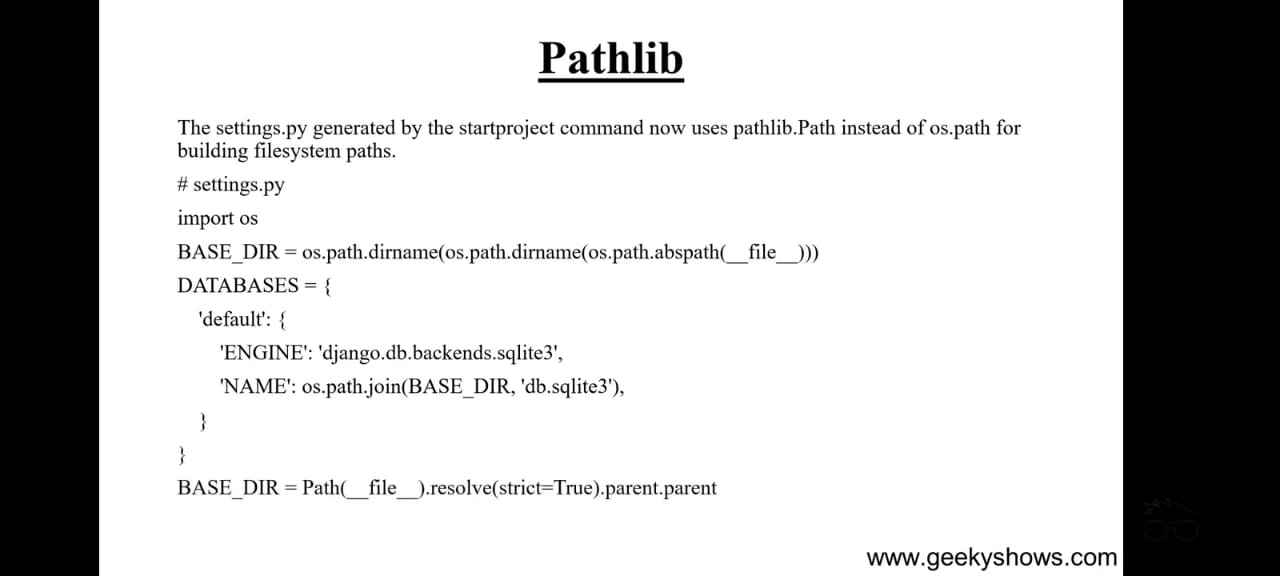 Pathlib
The settings.py generated by the startproject command now uses pathlib.Path instead of os.path for
building filesystem paths.
# settings.py
import os
BASE_DIR = os.path.dirname(os.path.dirname(os.path.abspath(__file__)))
DATABASES = {
'default': {
'ENGINE': 'django.db.backends.sqlite3',
'NAME': os.path.join(BASE_DIR, 'db.sqlite3'),
}
}
BASE_DIR = Path(__file__).resolve(strict=True).parent.parent
www.geekyshows.com